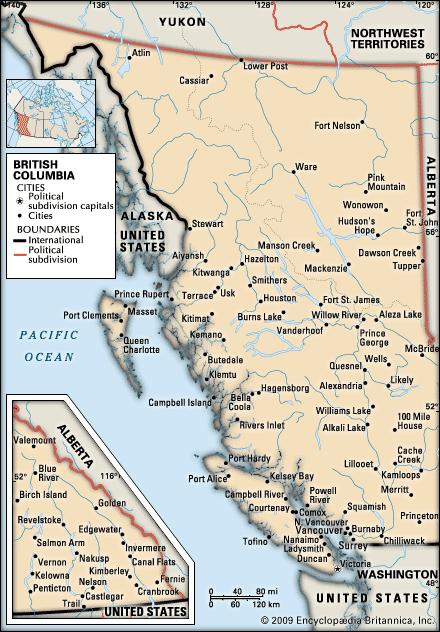 140° 136° 128° 124° 120°
YUKON
NORTHWEST
TERRITORIES
60°
Atlin
Lower Post
Cassiar
Fort Nelson
Ware
Pink
Mountain
ALBERTA
Wonowon
Hudson's
Hope
Fort
St. John
56°
BRITISH
COLUMBIA
CITIES
Political
subdivision capitals
Cities
BOUNDARIES
International
Political
subdivision
ALASKA
UNITED
STATES
Stewart
Aiyansh
Hazelton
Manson Creek
Dawson Creek
Tupper
Kitwanga
Mackenzie
Smithers
Prince Rupert
Terrace
Usk
Houston
Fort St. James
Port Clements
Masset
Kitimat
Burns Lake
Willow River
Aleza Lake
Vanderhoof
Prince
George
Kemano
McBride
PACIFIC
OCEAN
Queen
Charlotte
Butedale
Wells
Quesnel
Klemtu
Hagensborg
Alexandria
Likely
Campbell Island
Bella
Coola
Williams Lake
52°
100 Mile
House
Rivers Inlet
Alkali Lake
Cache
Creek
Port Hardy
Lillooet
Kamloops
Port Alice
Kelsey Bay
Merritt
Campbell River
Powell
River
Courtenay
Comox
Squamish
Princeton
N. Vancouver
Vancouver
Burnaby
Tofino
Nanaimo
Surrey
Chilliwack
Ladysmith
Duncan
Victoria
WASHINGTON
48°
UNITED STATES
0 40 80 mi
0 60 120 km
© 2009 Encyclopædia Britannica, Inc.
ALBERTA
Valemount
52°
116°
Blue
River
Birch Island
Golden
Revelstoke
Edgewater
Salmon Arm
Invermere
Vernon
Nakusp
Canal Flats
Kelowna
Kimberley
Nelson
Fernie
Penticton
Castlegar
Cranbrook
Trail
UNITED STATES